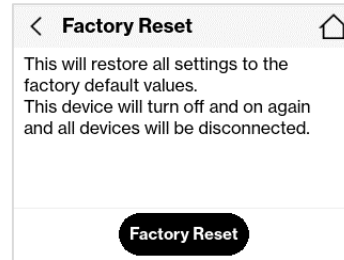 Factory Reset
This will restore all settings to the
factory default values.
This device will turn off and on again
and all devices will be disconnected.
Factory Reset